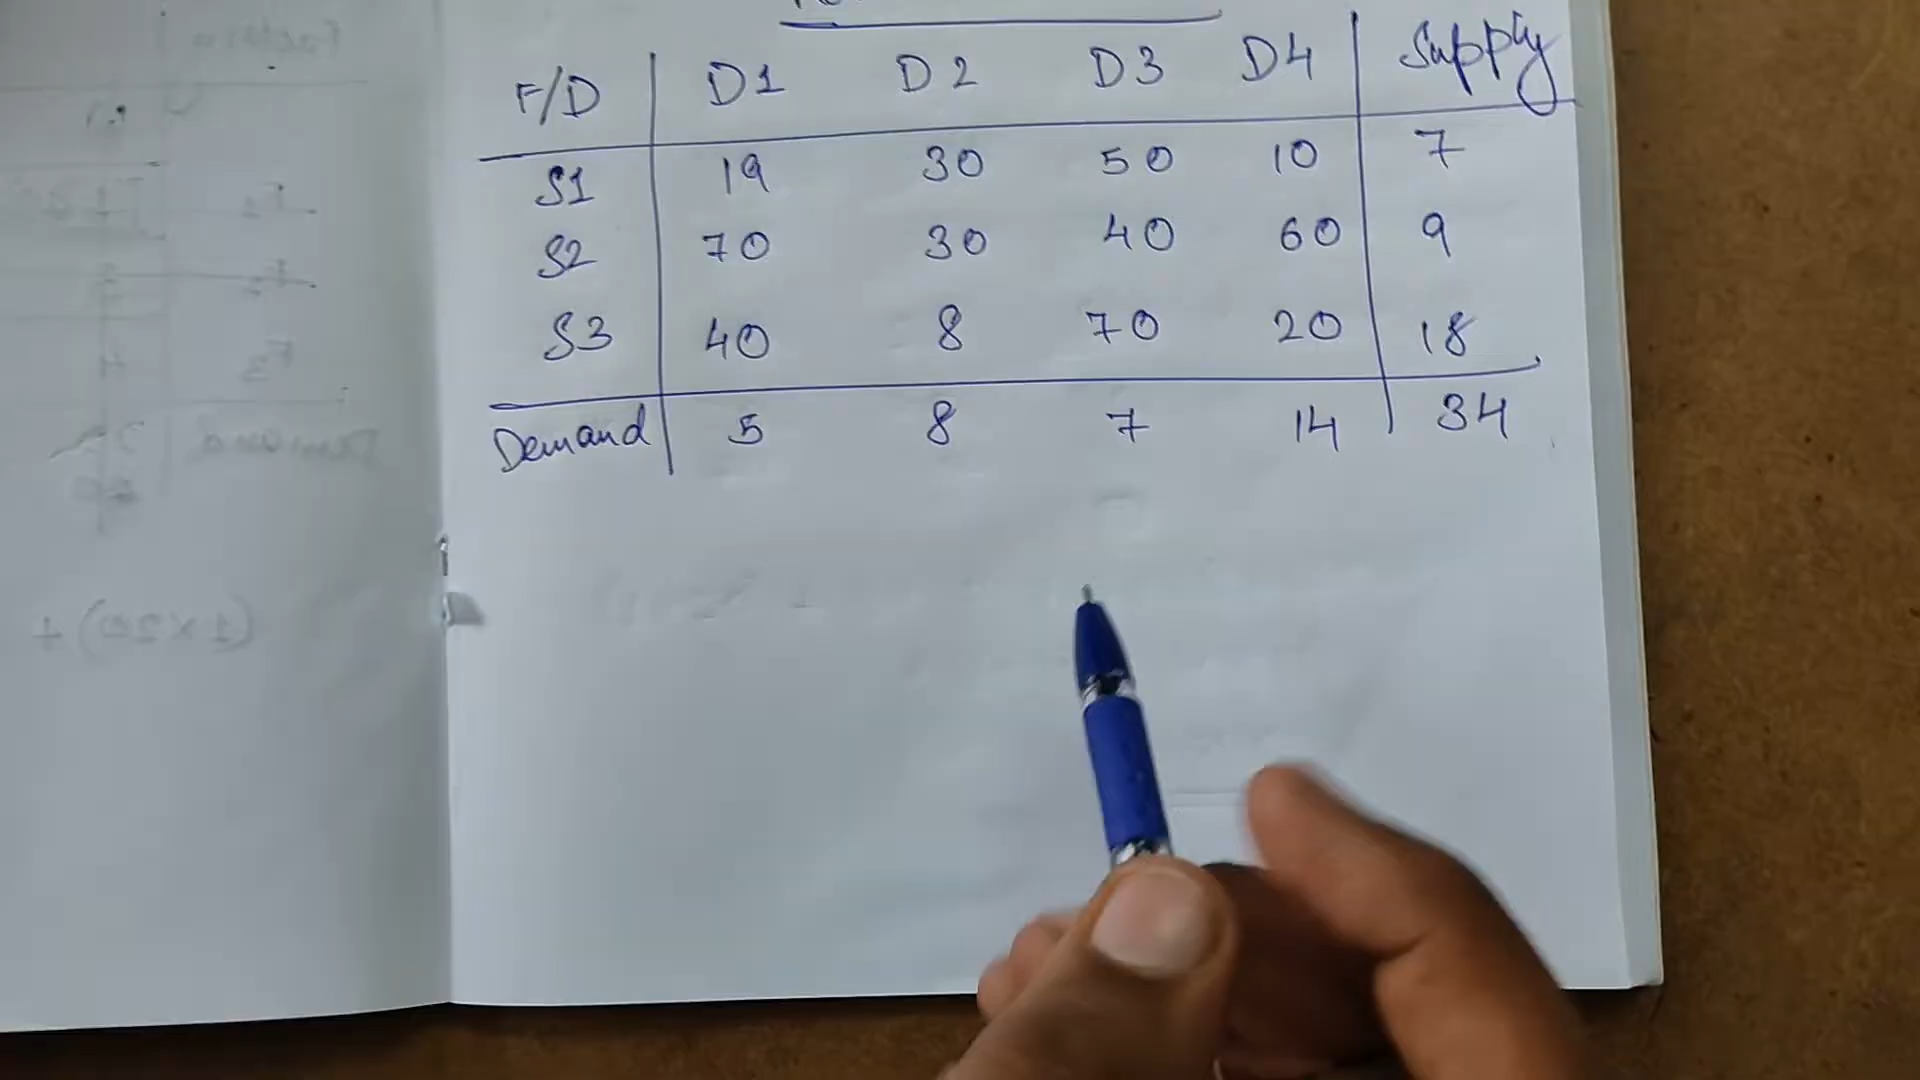 F/D D1 D2 D3 D4 Supply
S1 19 30 50 10 7
S2 70 30 40 60 9
S3 40 8 70 20 18
Demand 5 8 7 14 34